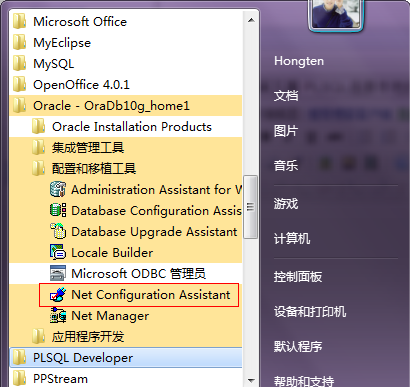 Microsoft Office
MyEclipse
MySQL
OpenOffice 4.0.1
Oracle - OraDb10g_home1
Oracle Installation Products
集成管理工具
配置和移植工具
Administration Assistant for W
Database Configuration Assis
Database Upgrade Assistant
Locale Builder
Microsoft ODBC 管理员
Net Configuration Assistant
Net Manager
应用程序开发
PLSQL Developer
PPStream
Hongten
文档
图片
音乐
游戏
计算机
控制面板
设备和打印机
默认程序
帮助和支持